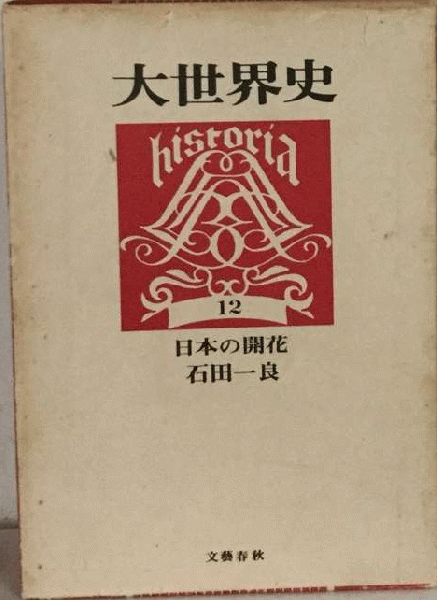 大世界史
historia
12
日本の開花
石田一良
文藝春秋